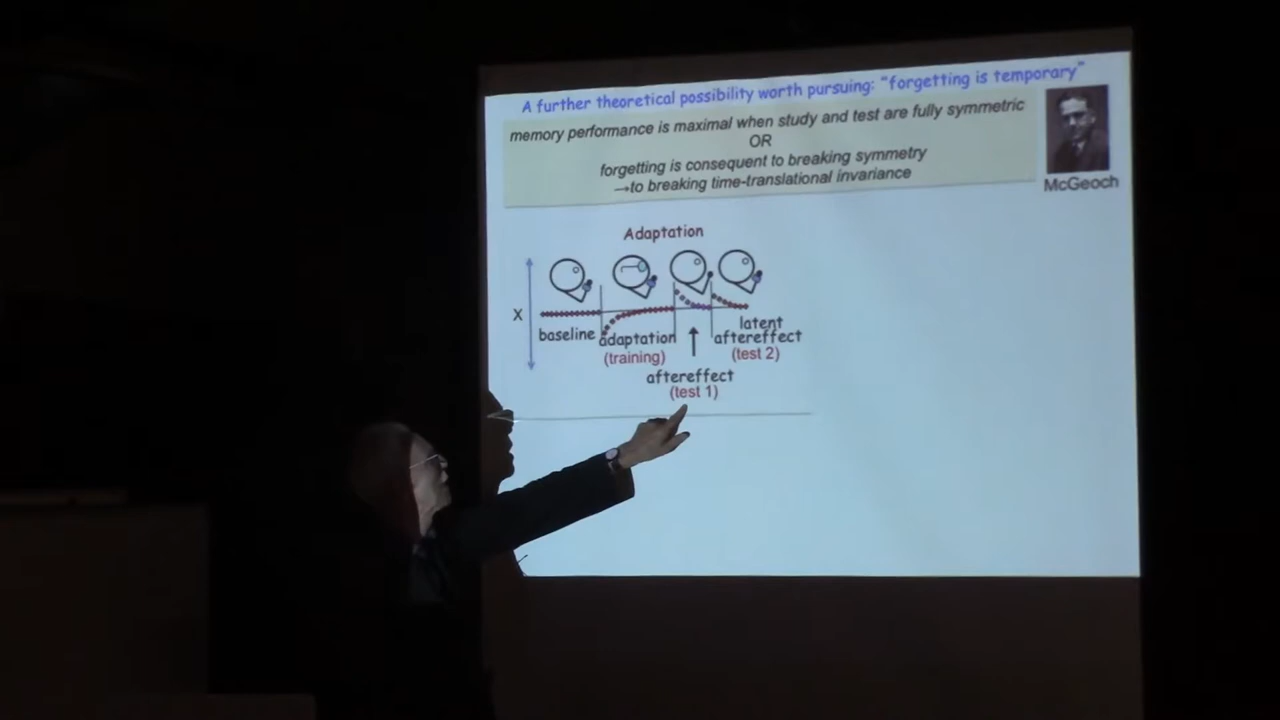 A further theoretical possibility worth pursuing: "forgetting is temporary"
memory performance is maximal when study and test are fully symmetric
OR
forgetting is consequent to breaking symmetry
→to breaking time-translational invariance
McGeoch
Adaptation
X
baseline
adaptation
(training)
aftereffect
(test 1)
latent
aftereffect
(test 2)